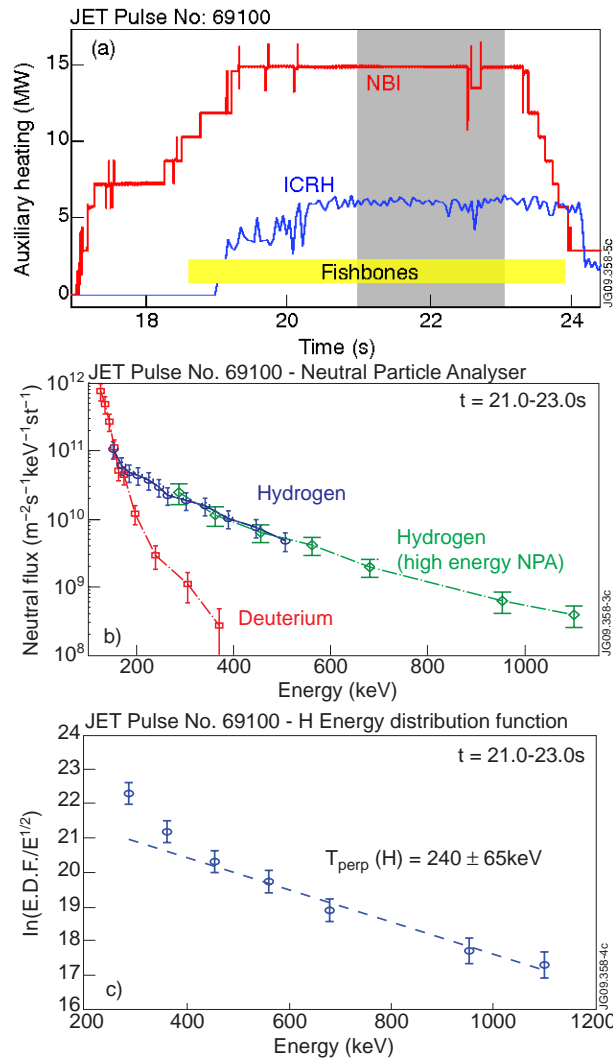 JET Pulse No: 69100
(a)
Auxiliary heating (MW)
15
10
5
0
NBI
ICRH
Fishbones
18
20
22
24
Time (s)
JG09.358-5c
JET Pulse No. 69100 - Neutral Particle Analyser
t = 21.0-23.0s
Neutral flux (m⁻²s⁻¹keV⁻¹st⁻¹)
10¹²
10¹¹
10¹⁰
10⁹
10⁸
Hydrogen
Hydrogen
(high energy NPA)
Deuterium
b)
200
400
600
800
1000
Energy (keV)
JG09.358-3c
JET Pulse No. 69100 - H Energy distribution function
t = 21.0-23.0s
ln(E.D.F./E^{1/2})
24
23
22
21
20
19
18
17
16
T_{perp} (H) = 240 ± 65keV
c)
200
400
600
800
1000
1200
Energy (keV)
JG09.358-4c